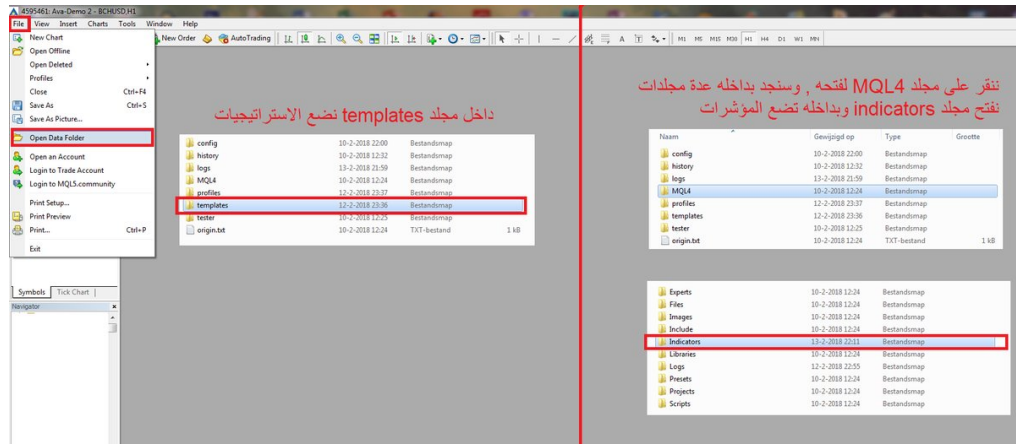 4595461: Ava-Demo 2 - BCHUSD,H1
File View Insert Charts Tools Window Help
New Order AutoTrading A T M1 M5 M15 M30 H1 H4 D1 W1 MN
New Chart
Open Offline
Open Deleted
Profiles
Close Ctrl+F4
Save As Ctrl+S
Save As Picture...
Open Data Folder
Open an Account
Login to Trade Account
Login to MQL5.community
Print Setup...
Print Preview
Print... Ctrl+P
Exit
Symbols Tick Chart
Navigator
داخل مجلد templates نضع الاستراتيجيات
config 10-2-2018 22:00 Bestandsmap
history 10-2-2018 12:32 Bestandsmap
logs 13-2-2018 21:59 Bestandsmap
MQL4 10-2-2018 12:24 Bestandsmap
profiles 12-2-2018 23:37 Bestandsmap
templates 12-2-2018 23:36 Bestandsmap
tester 10-2-2018 12:25 Bestandsmap
origin.txt 10-2-2018 12:24 TXT-bestand 1 kB
ننقر على مجلد MQL4 لفتحه , وسنجد بداخله عدة مجلدات
نفتح مجلد indicators وبداخله تضع المؤشرات
Naam Gewijzigd op Type Grootte
config 10-2-2018 22:00 Bestandsmap
history 10-2-2018 12:32 Bestandsmap
logs 13-2-2018 21:59 Bestandsmap
MQL4 10-2-2018 12:24 Bestandsmap
profiles 12-2-2018 23:37 Bestandsmap
templates 12-2-2018 23:36 Bestandsmap
tester 10-2-2018 12:25 Bestandsmap
origin.txt 10-2-2018 12:24 TXT-bestand 1 kB
Experts 10-2-2018 12:24 Bestandsmap
Files 10-2-2018 12:24 Bestandsmap
Images 10-2-2018 12:24 Bestandsmap
Include 10-2-2018 12:24 Bestandsmap
Indicators 13-2-2018 22:11 Bestandsmap
Libraries 10-2-2018 12:24 Bestandsmap
Logs 12-2-2018 22:55 Bestandsmap
Presets 10-2-2018 12:24 Bestandsmap
Projects 10-2-2018 12:24 Bestandsmap
Scripts 10-2-2018 12:24 Bestandsmap